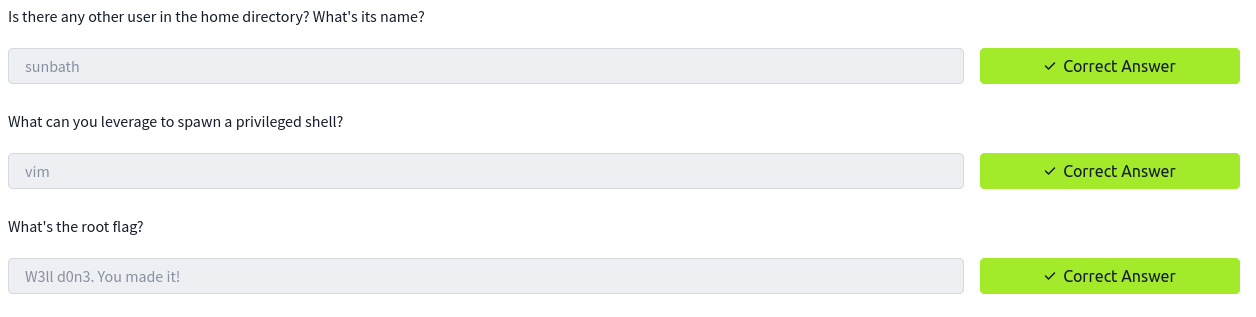 Is there any other user in the home directory? What's its name?
sunbath
✓ Correct Answer
What can you leverage to spawn a privileged shell?
vim
✓ Correct Answer
What's the root flag?
W3ll d0n3. You made it!
✓ Correct Answer